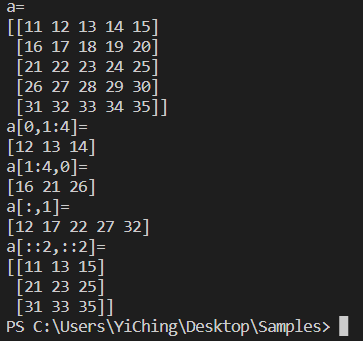 a=
[[11 12 13 14 15]
 [16 17 18 19 20]
 [21 22 23 24 25]
 [26 27 28 29 30]
 [31 32 33 34 35]]
a[0,1:4]=
[12 13 14]
a[1:4,0]=
[16 21 26]
a[:,1]=
[12 17 22 27 32]
a[::2,::2]=
[[11 13 15]
 [21 23 25]
 [31 33 35]]
PS C:\Users\YiChing\Desktop\Samples>